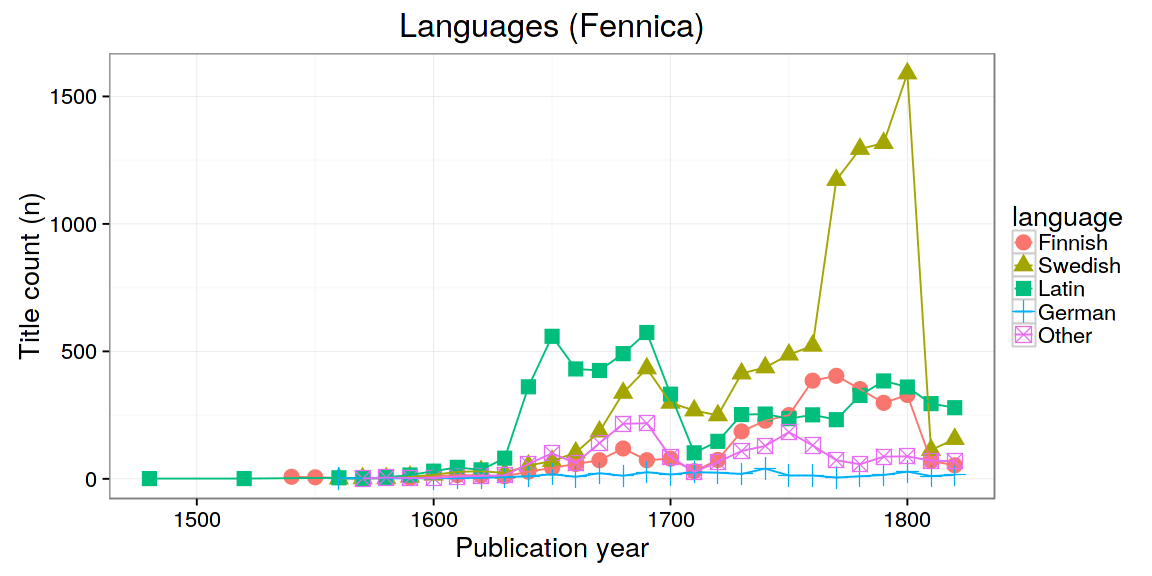 Languages (Fennica)
Title count (n)
1500
1000
500
0
1500
1600
1700
1800
Publication year
language
Finnish
Swedish
Latin
German
Other